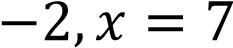 −2, 𝑥 = 7